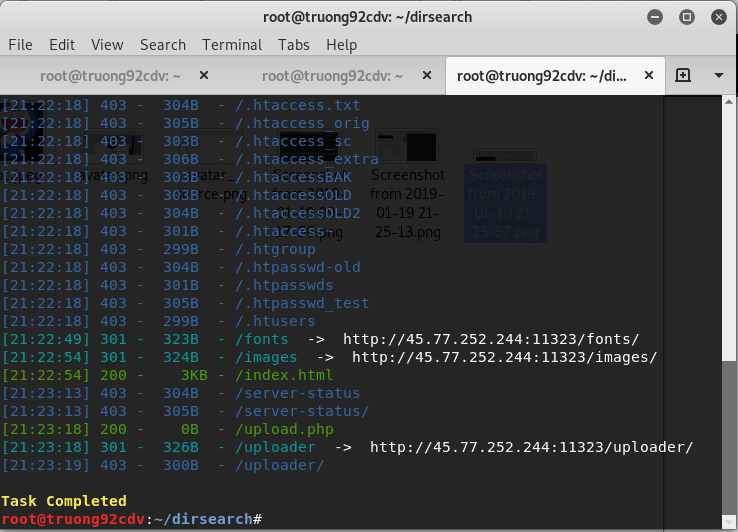 root@truong92cdv: ~/dirsearch
File Edit View Search Terminal Tabs Help
root@truong92cdv: ~
root@truong92cdv: ~
root@truong92cdv: ~/di...
[21:22:18] 403 - 304B - /.htaccess.txt
[21:22:18] 403 - 305B - /.htaccess_orig
[21:22:18] 403 - 303B - /.htaccess_sc
[21:22:18] 403 - 306B - /.htaccess_extra
[21:22:18] 403 - 303B - /.htaccessBAK
[21:22:18] 403 - 303B - /.htaccessOLD
[21:22:18] 403 - 304B - /.htaccessOLD2
[21:22:18] 403 - 301B - /.htaccess~
[21:22:18] 403 - 299B - /.htgroup
[21:22:18] 403 - 304B - /.htpasswd-old
[21:22:18] 403 - 301B - /.htpasswds
[21:22:18] 403 - 305B - /.htpasswd_test
[21:22:18] 403 - 299B - /.htusers
[21:22:49] 301 - 323B - /fonts -> http://45.77.252.244:11323/fonts/
[21:22:54] 301 - 324B - /images -> http://45.77.252.244:11323/images/
[21:22:54] 200 - 3KB - /index.html
[21:23:13] 403 - 304B - /server-status
[21:23:13] 403 - 305B - /server-status/
[21:23:18] 200 - 0B - /upload.php
[21:23:18] 301 - 326B - /uploader -> http://45.77.252.244:11323/uploader/
[21:23:19] 403 - 300B - /uploader/
Task Completed
root@truong92cdv:~/dirsearch#
Screenshot
from 2019-
01-19 21-
25-13.png
Screenshot
from 2019-
01-19 21-
25-57.png